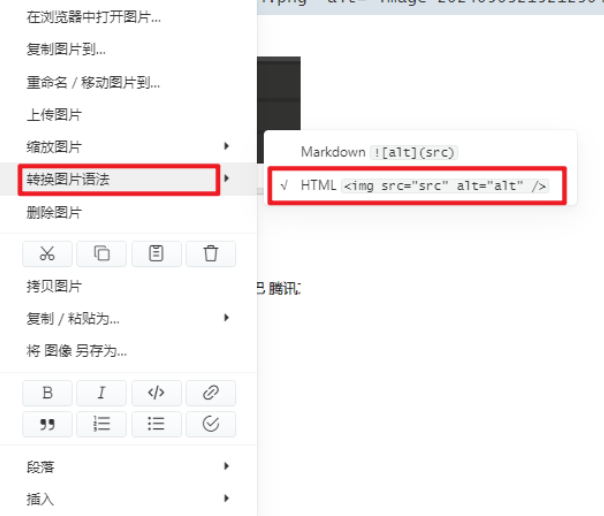 在浏览器中打开图片...
复制图片到...
重命名 / 移动图片到...
上传图片
缩放图片
转换图片语法
Markdown ![alt](src)
√ HTML <img src="src" alt="alt" />
删除图片
拷贝图片
腾讯
复制 / 粘贴为...
将 图像 另存为...
B I </>
段落
插入